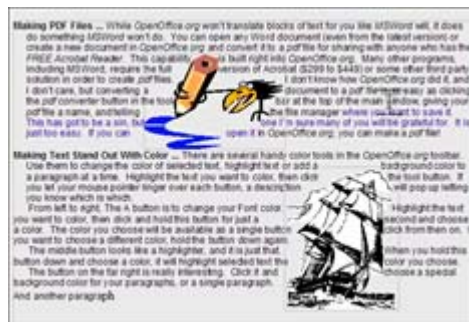 Making PDF Files ... While OpenOffice.org won't translate blocks of text for you like MSWord will, it does
do something MSWord won't do. You can open any Word document (even from the latest version) or
create a new document in OpenOffice.org and convert it to a pdf file for sharing with anyone who has the
FREE Acrobat Reader. This capability built right into OpenOffice.org. Many other programs,
including MSWord, require the full version of Acrobat ($299 to $449) or some other third party
solution in order to create pdf files I don't know how OpenOffice.org did it, and
I don't care, but converting a document to a pdf file is as easy as clicking
the pdf converter button in the tool bar at the top of the main window, giving your
pdf file a name, and telling the file manager where you want to save it.
This has got to be a sin, but I'm sure many of you will be grateful for. It is
just too easy. If you can open it in OpenOffice.org, you can make a pdf file!
Making Text Stand Out With Color ... There are several handy color tools in the OpenOffice.org toolbar.
Use them to change the color of selected text, highlight text or add a background color to
a paragraph at a time. Highlight the text you want to color, then click the tool button. If
you let your mouse pointer linger over each button, a description will pop up telling
you know which is which.
From left to right, The A button is to change your Font color. Highlight the text
you want to color, then click and hold this button for just a second and choose
a color. The color you choose will be available as a single button click from then on. If
you want to choose a different color, hold the button down again.
The middle button looks like a highlighter, and it is just that. When you hold this
button down and choose a color, it will highlight selected text the color you choose.
The button on the far right is really interesting. Click it and choose a special
background color for your paragraphs, or a single paragraph.
And another paragraph